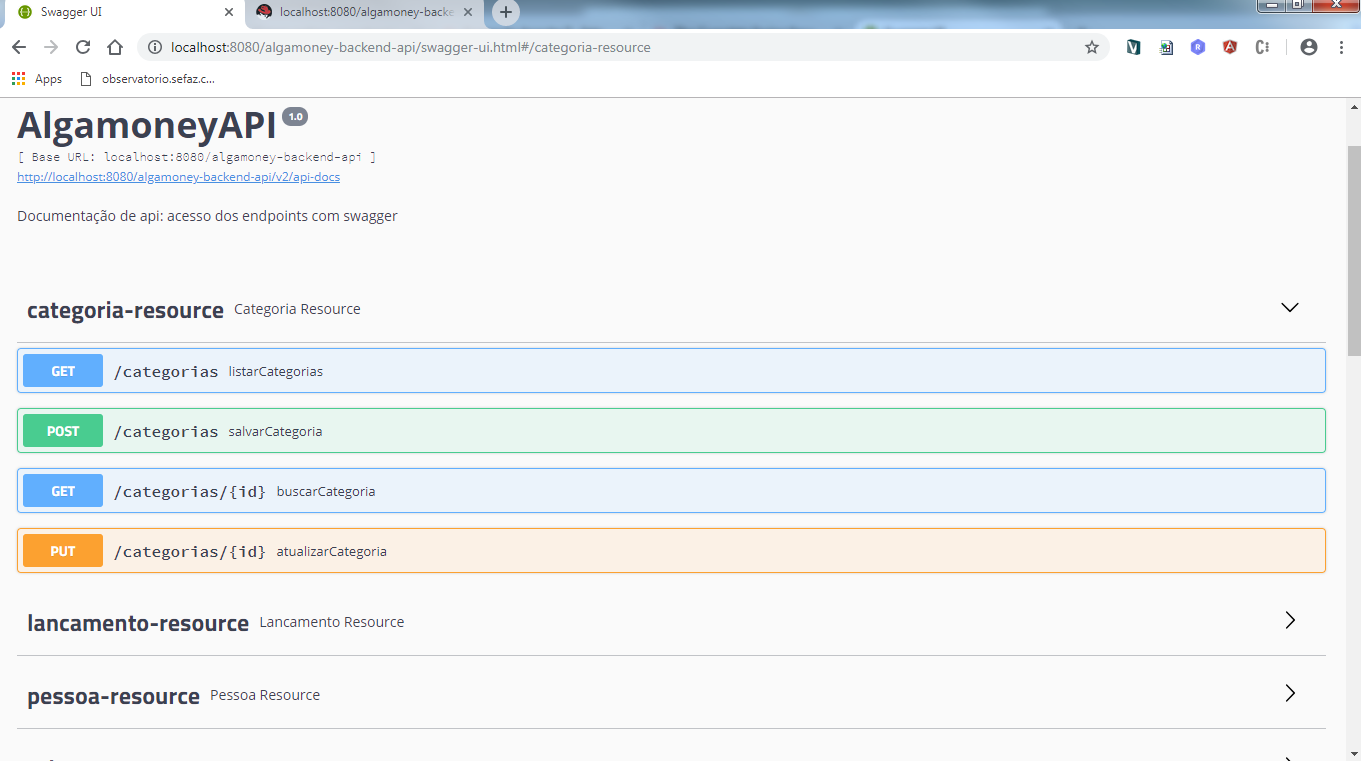 Swagger UI
localhost:8080/algamoney-backe
localhost:8080/algamoney-backend-api/swagger-ui.html#/categoria-resource
Apps
observatorio.sefaz.c...
AlgamoneyAPI 1.0
[ Base URL: localhost:8080/algamoney-backend-api ]
http://localhost:8080/algamoney-backend-api/v2/api-docs
Documentação de api: acesso dos endpoints com swagger
categoria-resource Categoria Resource
GET /categorias listarCategorias
POST /categorias salvarCategoria
GET /categorias/{id} buscarCategoria
PUT /categorias/{id} atualizarCategoria
lancamento-resource Lancamento Resource
pessoa-resource Pessoa Resource